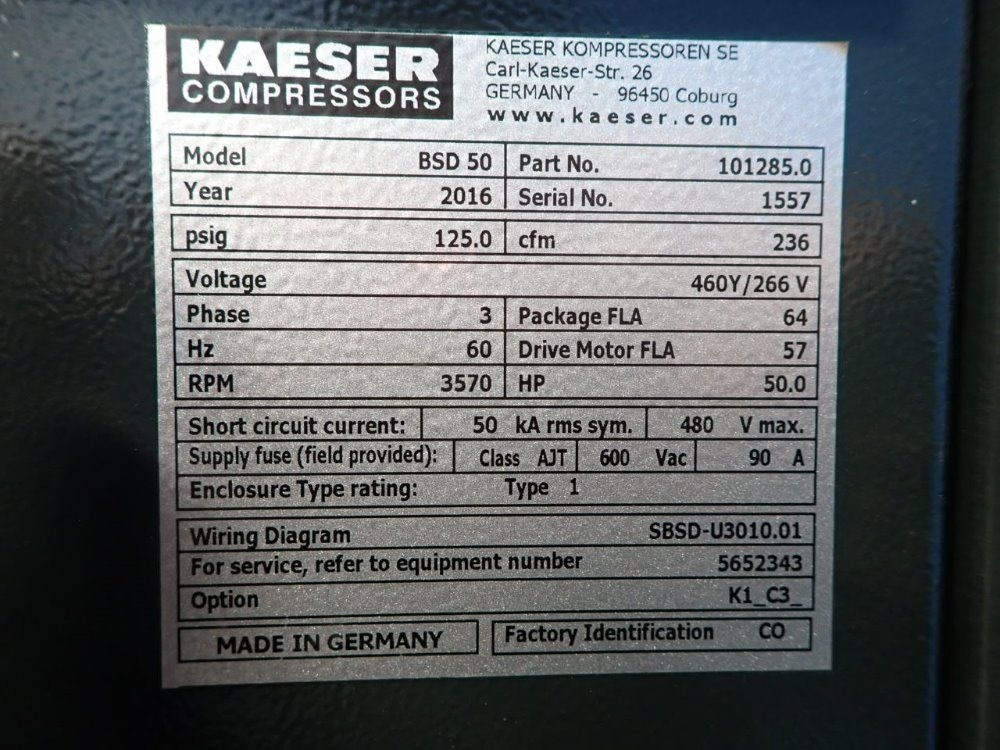 KAESER
COMPRESSORS
KAESER KOMPRESSOREN SE
Carl-Kaeser-Str. 26
GERMANY - 96450 Coburg
www.kaeser.com
Model BSD 50 Part No. 101285.0
Year 2016 Serial No. 1557
psig 125.0 cfm 236
Voltage 460Y/266 V
Phase 3 Package FLA 64
Hz 60 Drive Motor FLA 57
RPM 3570 HP 50.0
Short circuit current: 50 kA rms sym. 480 V max.
Supply fuse (field provided): Class AJT 600 Vac 90 A
Enclosure Type rating: Type 1
Wiring Diagram SBSD-U3010.01
For service, refer to equipment number 5652343
Option K1_C3_
MADE IN GERMANY Factory Identification CO